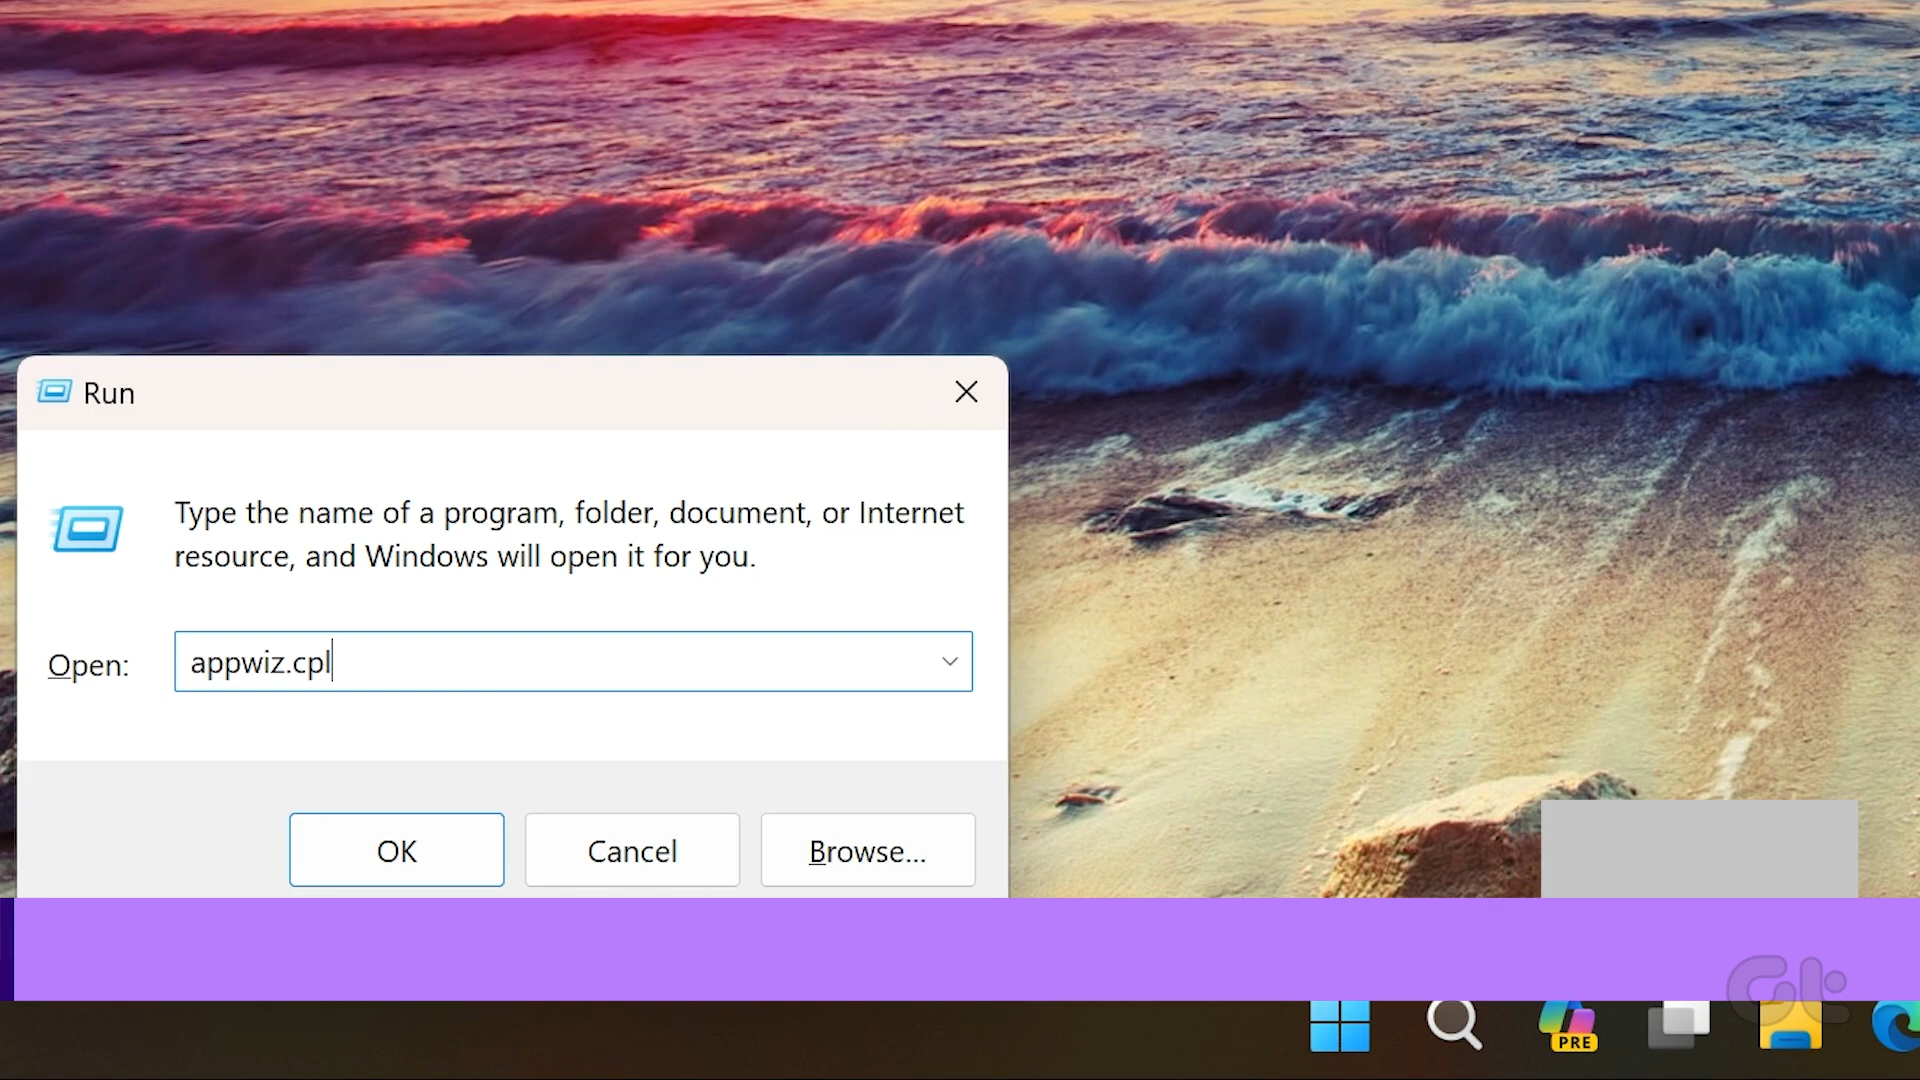 Run
Type the name of a program, folder, document, or Internet
resource, and Windows will open it for you.
Open:
appwiz.cpl
OK
Cancel
Browse...
PRE
Gt